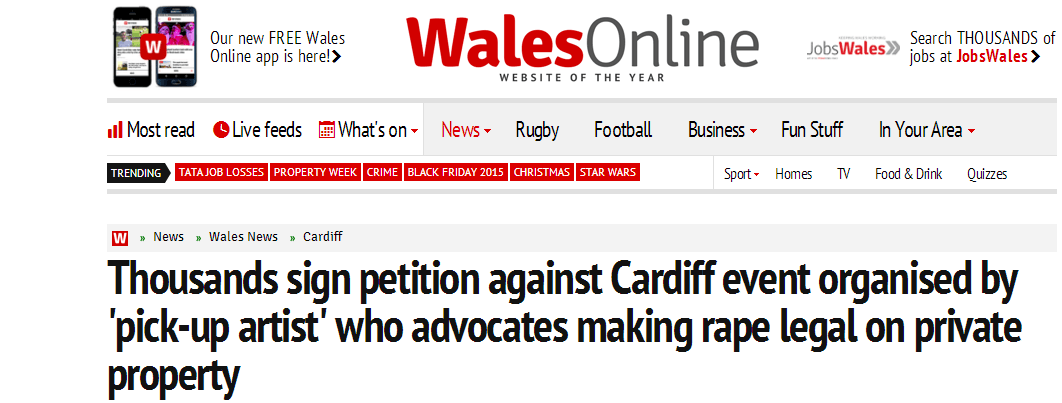 Our new FREE Wales
Online app is here!
WalesOnline
WEBSITE OF THE YEAR
JobsWales
Search THOUSANDS of
jobs at JobsWales
Most read Live feeds What's on News Rugby Football Business Fun Stuff In Your Area
TRENDING TATA JOB LOSSES PROPERTY WEEK CRIME BLACK FRIDAY 2015 CHRISTMAS STAR WARS Sport Homes TV Food & Drink Quizzes
W » News » Wales News » Cardiff
Thousands sign petition against Cardiff event organised by
'pick-up artist' who advocates making rape legal on private
property